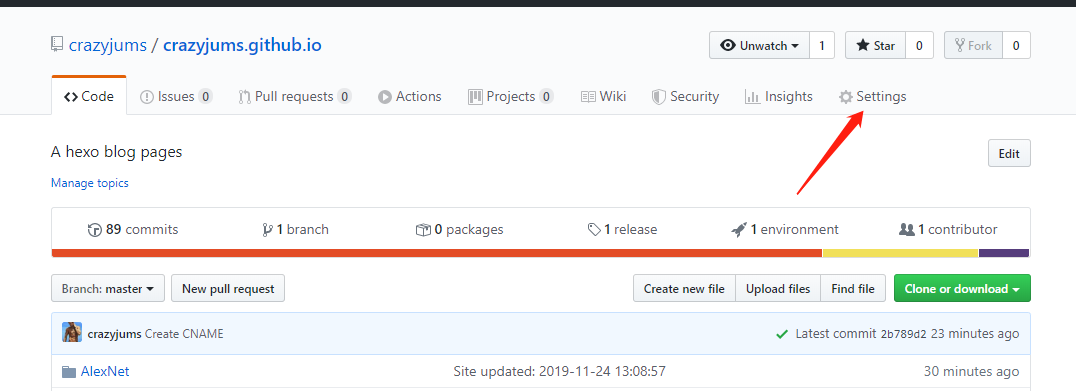 crazyjums / crazyjums.github.io
Unwatch 1 Star 0 Fork 0
Code Issues 0 Pull requests 0 Actions Projects 0 Wiki Security Insights Settings
A hexo blog pages
Edit
Manage topics
89 commits 1 branch 0 packages 1 release 1 environment 1 contributor
Branch: master New pull request Create new file Upload files Find file Clone or download
crazyjums Create CNAME Latest commit 2b789d2 23 minutes ago
AlexNet Site updated: 2019-11-24 13:08:57 30 minutes ago